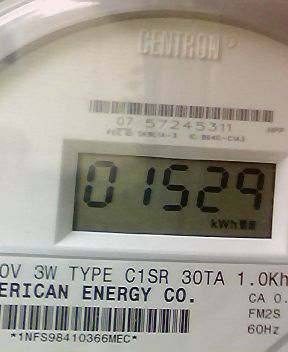 CENTRON®
07 57245311
HPP
01529
kWh
0V 3W TYPE C1SR 30TA 1.0Kh
ERICAN ENERGY CO.
CA 0.
FM2S
60Hz
*1NFS98410366MEC*